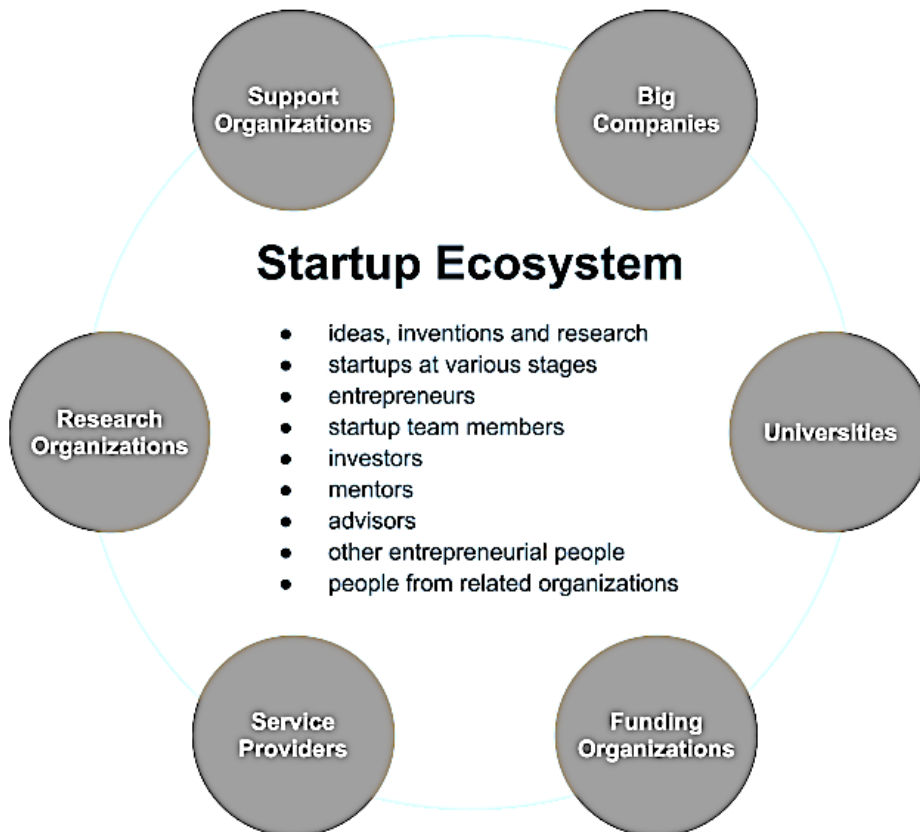 Support
Organizations
Big
Companies
Startup Ecosystem
● ideas, inventions and research
● startups at various stages
● entrepreneurs
● startup team members
● investors
● mentors
● advisors
● other entrepreneurial people
● people from related organizations
Research
Organizations
Universities
Service
Providers
Funding
Organizations